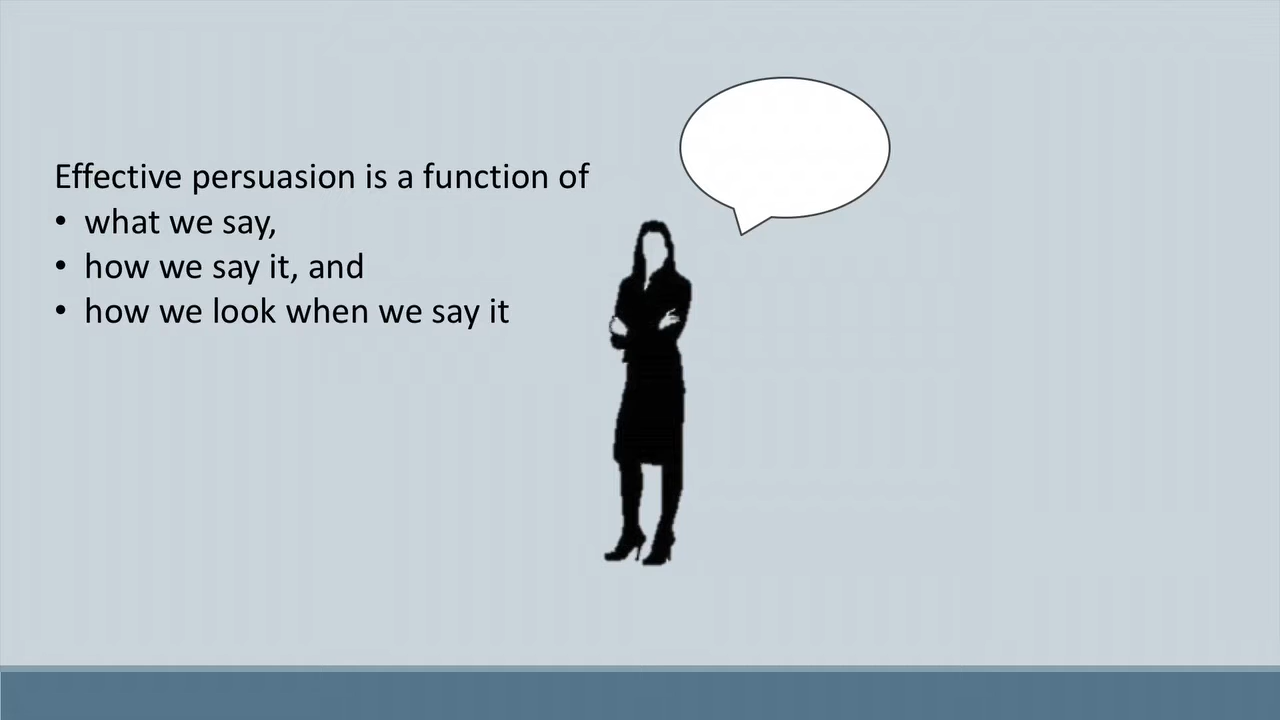 Effective persuasion is a function of
• what we say,
• how we say it, and
• how we look when we say it